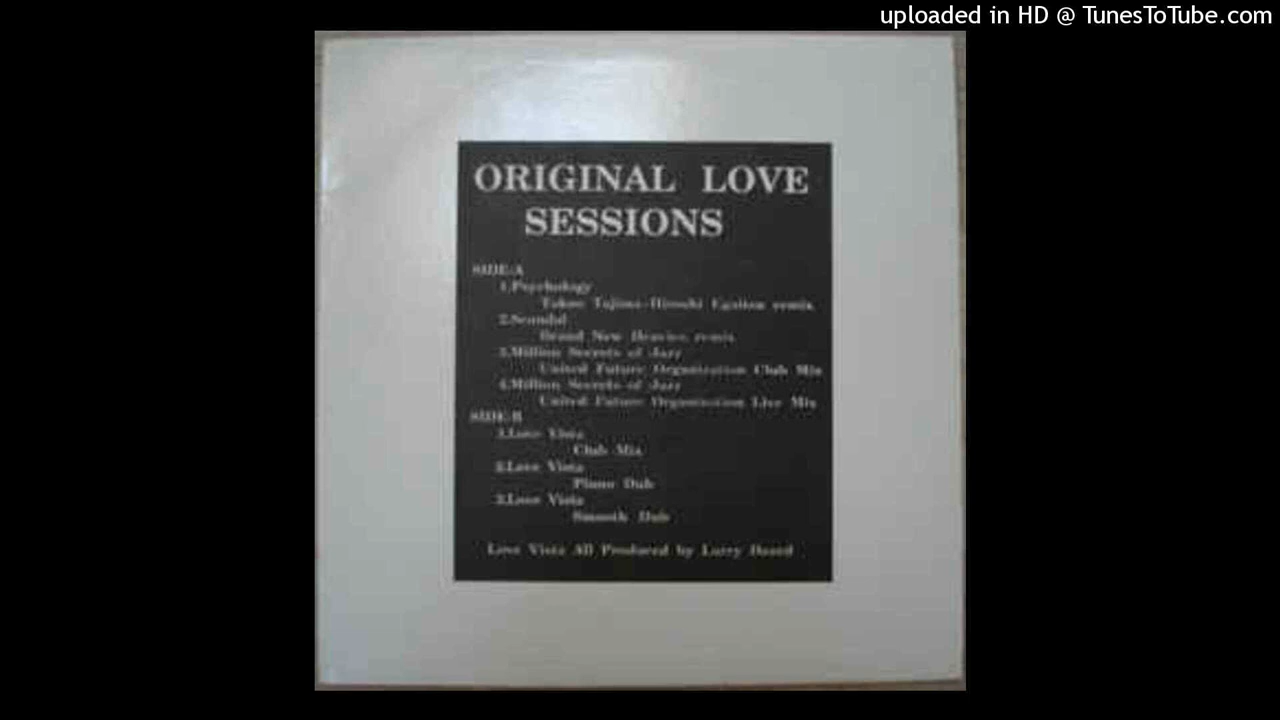 uploaded in HD @ TunesToTube.com
ORIGINAL LOVE
SESSIONS
SIDE-A
1.Psychology
Takao Tajima-Hiroshi remix
2.Scandal
Brand New Heavies remix
3.Million Secrets of Jazz
United Future Organization Club Mix
4.Million Secrets of Jazz
United Future Organization Live Mix
SIDE-B
1.Love Vista
Club Mix
2.Love Vista
Piano Dub
3.Love Vista
Smooth Dub
Love Vista All Produced by Larry Heard